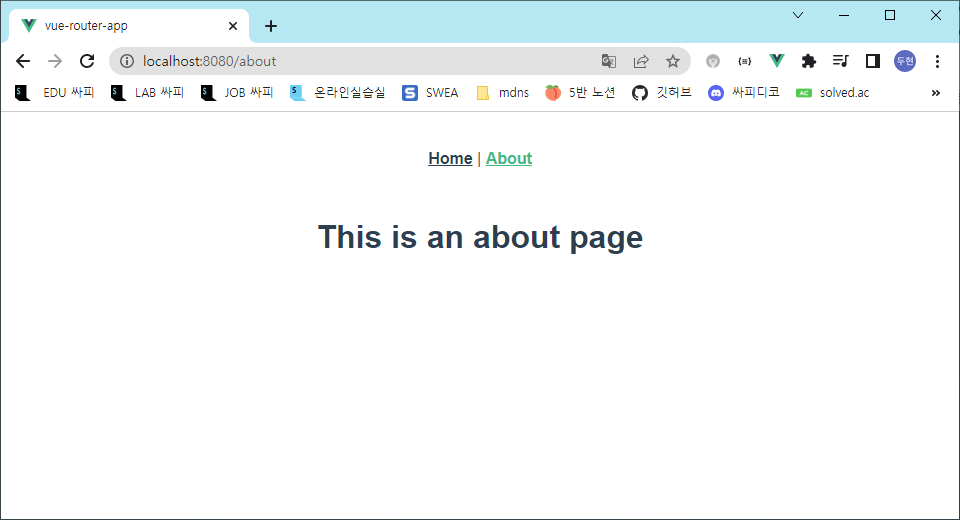 vue-router-app
localhost:8080/about
두현
EDU 싸피 LAB 싸피 JOB 싸피 온라인실습실 SWEA mdns 5반 노션 깃허브 싸피디코 AC solved.ac
Home | About
This is an about page